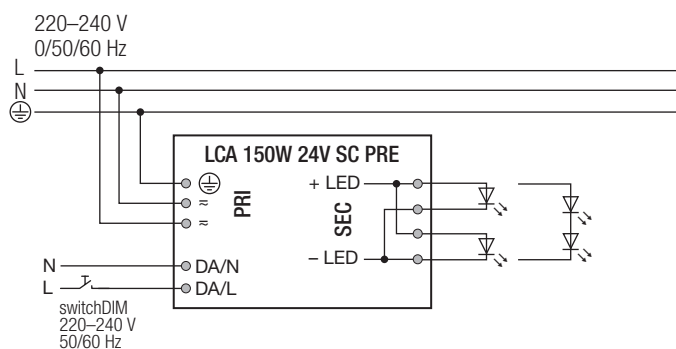 220–240 V
0/50/60 Hz
L
N
LCA 150W 24V SC PRE
PRI
≂
≂
+ LED
SEC
– LED
N
DA/N
L
DA/L
switchDIM
220–240 V
50/60 Hz